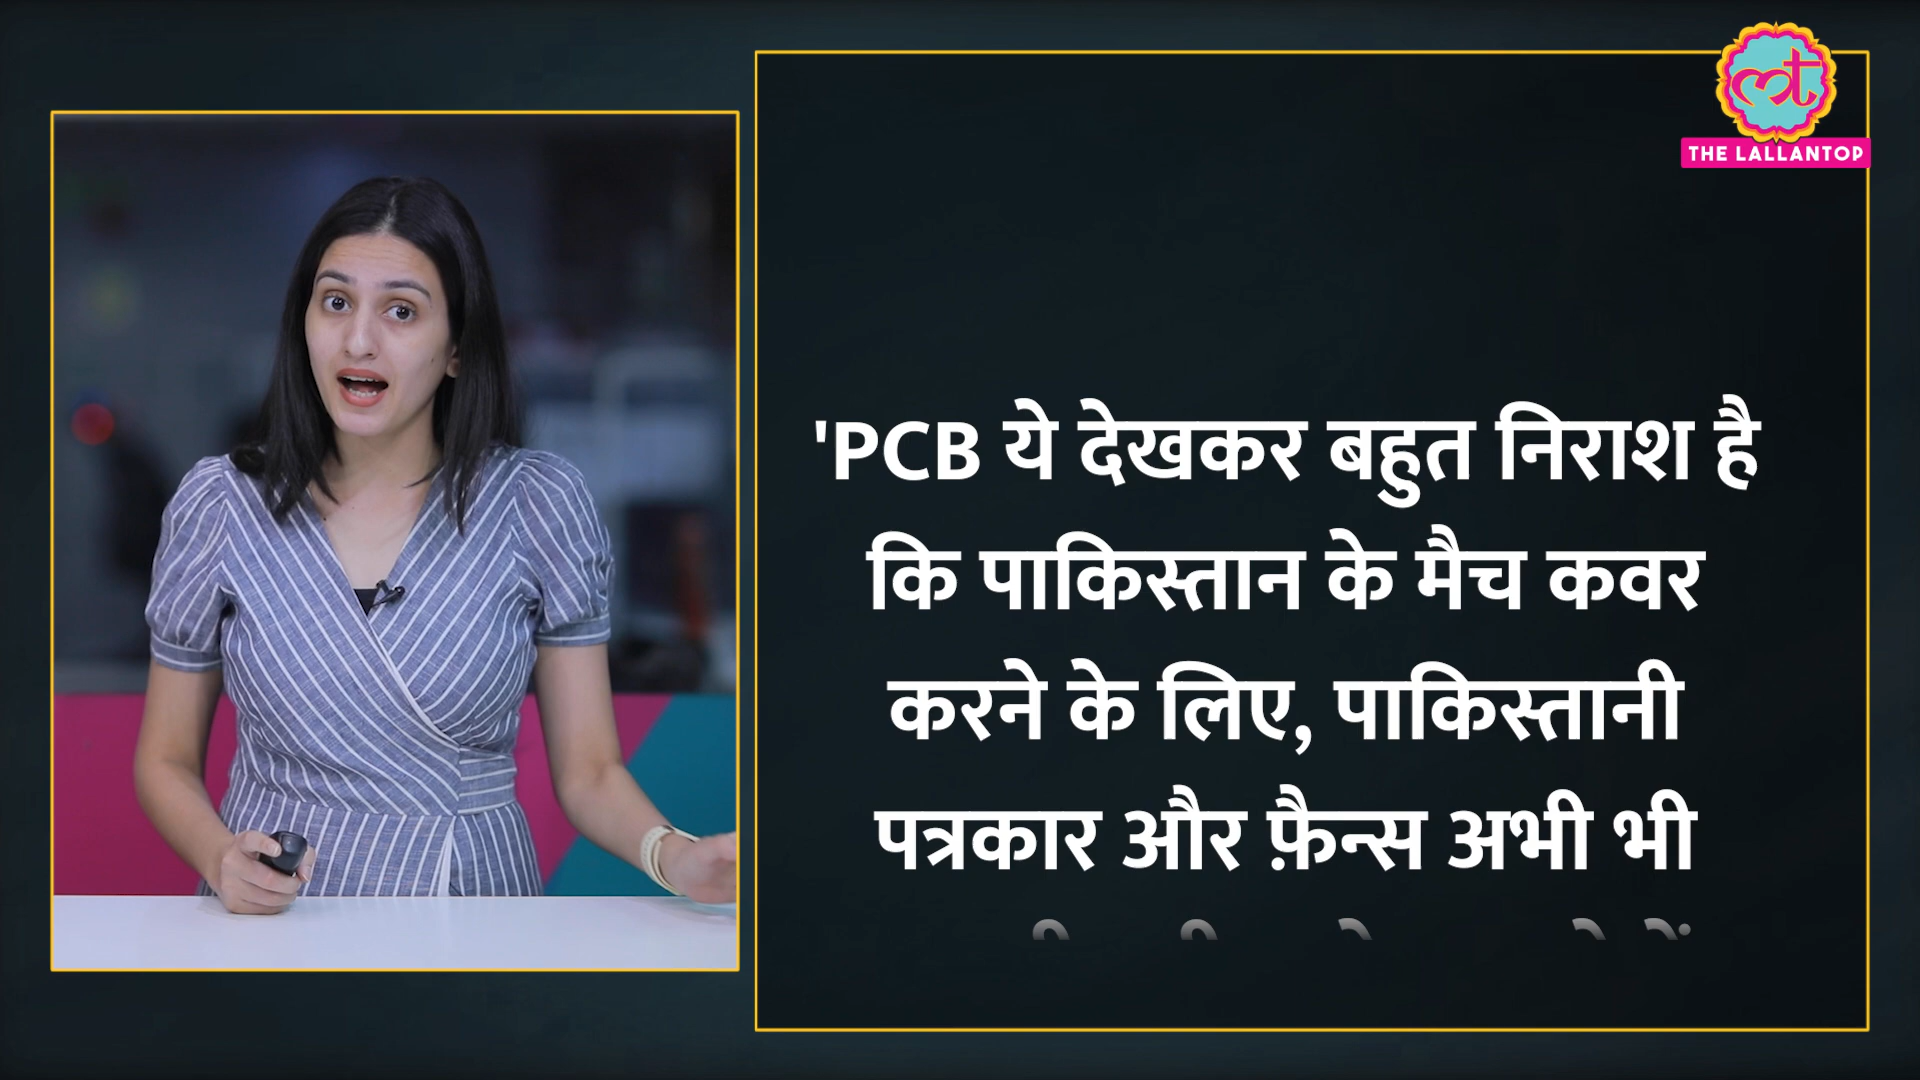 THE LALLANTOP
'PCB ये देखकर बहुत निराश है
कि पाकिस्तान के मैच कवर
करने के लिए, पाकिस्तानी
पत्रकार और फ़ैन्स अभी भी